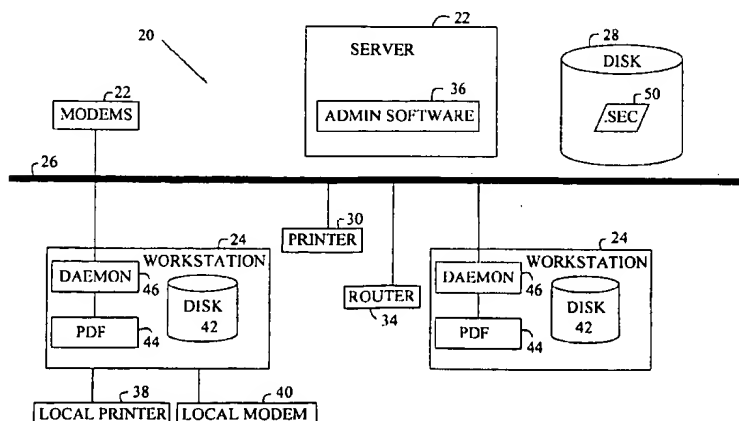 20
22
SERVER
36
ADMIN SOFTWARE
28
DISK
50
.SEC
22
MODEMS
26
30
PRINTER
34
ROUTER
24
WORKSTATION
DAEMON
46
DISK
42
PDF
44
38
LOCAL PRINTER
40
LOCAL MODEM
24
WORKSTATION
DAEMON
46
DISK
42
PDF
44